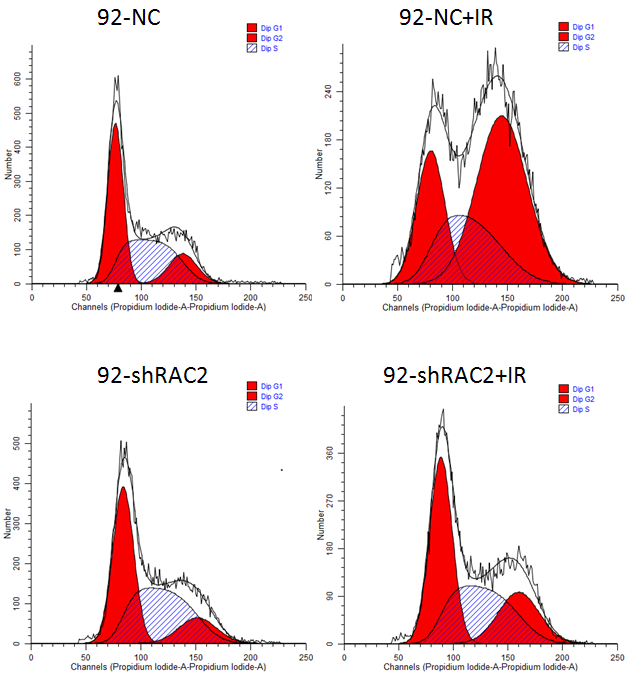 92-NC
92-NC+IR
Dip G1
Dip G2
Dip S
Dip G1
Dip G2
Dip S
Number
0 100 200 300 400 500 600
0 50 100 150 200 250
Channels (Propidium Iodide-A-Propidium Iodide-A)
Number
0 60 120 180 240
0 50 100 150 200 250
Channels (Propidium Iodide-A-Propidium Iodide-A)
92-shRAC2
92-shRAC2+IR
Dip G1
Dip G2
Dip S
Dip G1
Dip G2
Dip S
Number
0 100 200 300 400 500
0 50 100 150 200 250
Channels (Propidium Iodide-A-Propidium Iodide-A)
Number
0 90 180 270 360
0 50 100 150 200 250
Channels (Propidium Iodide-A-Propidium Iodide-A)